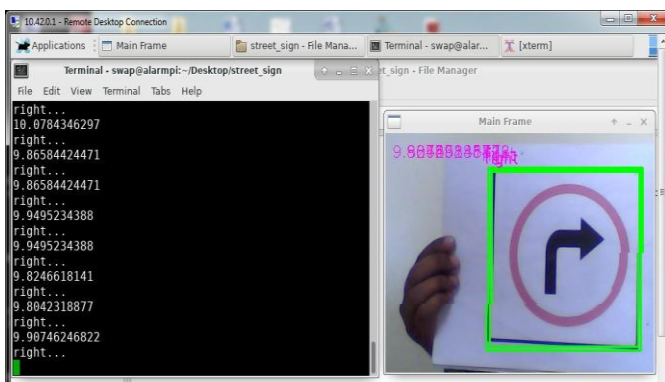 10.42.0.1 - Remote Desktop Connection
Applications Main Frame street_sign - File Mana... Terminal - swap@alar... [xterm]
Terminal - swap@alarmpi:~/Desktop/street_sign
et_sign - File Manager
File Edit View Terminal Tabs Help
right...
10.0784346297
right...
9.86584424471
right...
9.86584424471
right...
9.9495234388
right...
9.9495234388
right...
9.8246618141
right...
9.8042318877
right...
9.90746246822
right...
Main Frame
right